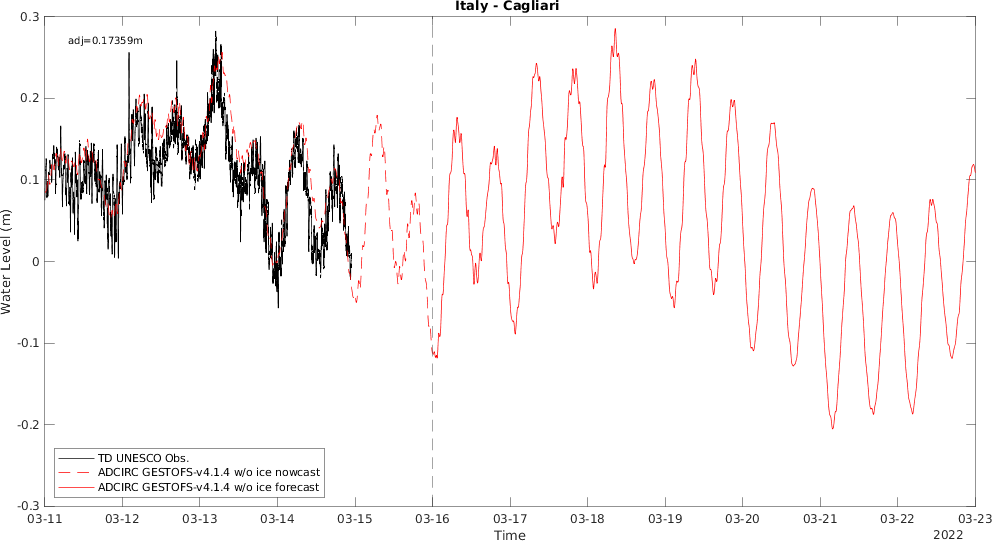 Italy - Cagliari
adj=0.17359m
0.3
0.2
0.1
0
-0.1
-0.2
-0.3
Water Level (m)
TD UNESCO Obs.
ADCIRC GESTOFS-v4.1.4 w/o ice nowcast
ADCIRC GESTOFS-v4.1.4 w/o ice forecast
03-11 03-12 03-13 03-14 03-15 03-16 03-17 03-18 03-19 03-20 03-21 03-22 03-23
Time
2022